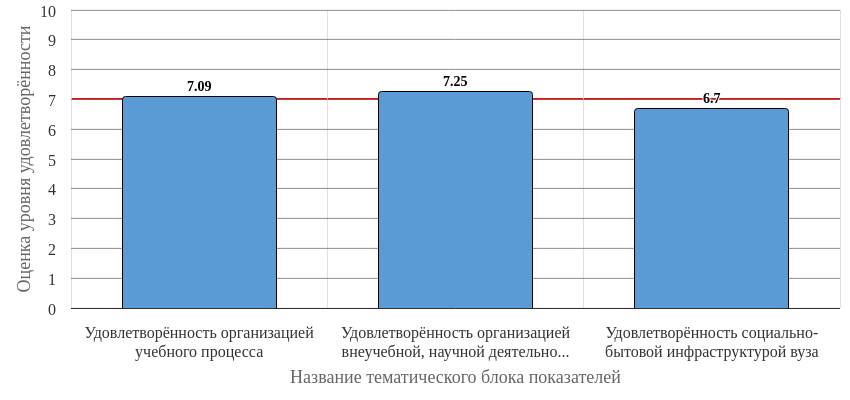 Оценка уровня удовлетворённости
10
9
8
7
6
5
4
3
2
1
0
7.09
7.25
6.7
Удовлетворённость организацией
учебного процесса
Удовлетворённость организацией
внеучебной, научной деятельно...
Удовлетворённость социально-
бытовой инфраструктурой вуза
Название тематического блока показателей